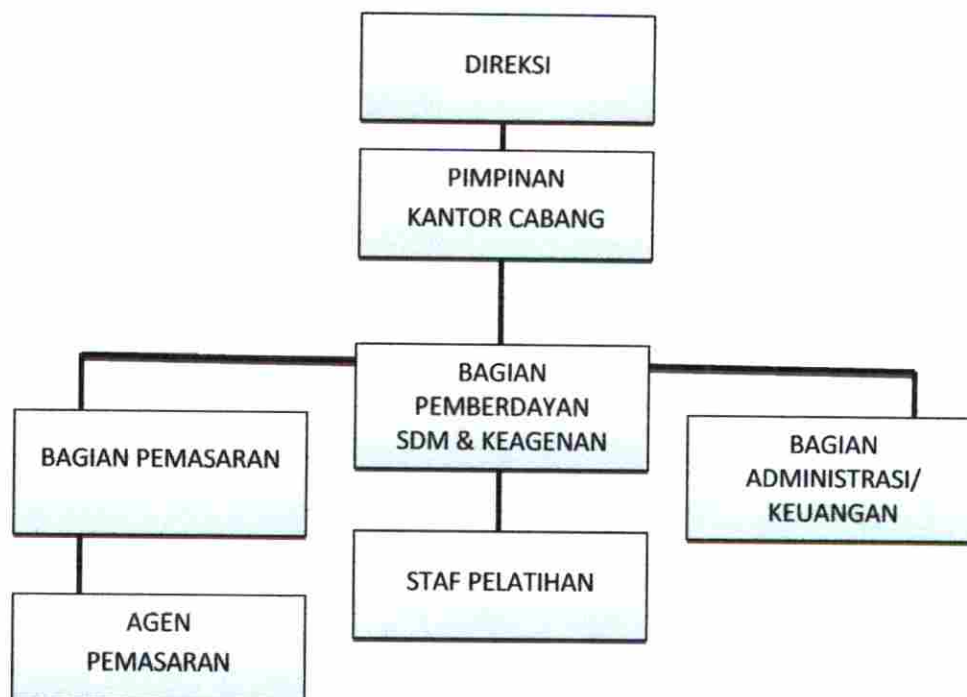 DIREKSI
PIMPINAN
KANTOR CABANG
BAGIAN
PEMBERDAYAN
SDM & KEAGENAN
BAGIAN PEMASARAN
BAGIAN
ADMINISTRASI/
KEUANGAN
STAF PELATIHAN
AGEN
PEMASARAN